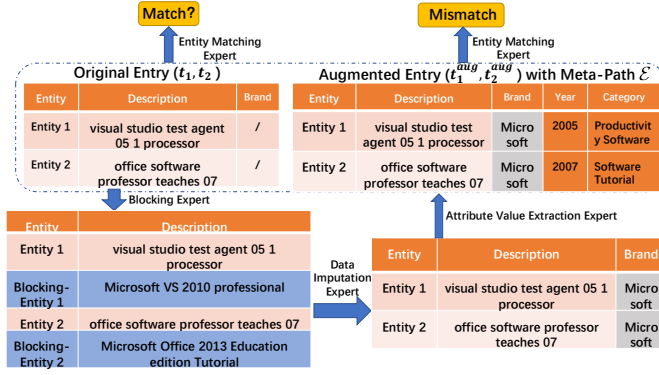 Match?
Mismatch
Entity Matching
Expert
Entity Matching
Expert
Original Entry (t₁, t₂ )
Augmented Entry (t₁ᵃᵘᵍ, t₂ᵃᵘᵍ ) with Meta-Path ℰ
Entity Description Brand
Entity 1 visual studio test agent 05 1 processor /
Entity 2 office software professor teaches 07 /
Entity Description Brand Year Category
Entity 1 visual studio test agent 05 1 processor Micro soft 2005 Productivit y Software
Entity 2 office software professor teaches 07 Micro soft 2007 Software Tutorial
Blocking Expert
Attribute Value Extraction Expert
Entity Description
Entity 1 visual studio test agent 05 1 processor
Blocking-Entity 1 Microsoft VS 2010 professional
Entity 2 office software professor teaches 07
Blocking-Entity 2 Microsoft Office 2013 Education edition Tutorial
Data
Imputation
Expert
Entity Description Brand
Entity 1 visual studio test agent 05 1 processor Micro soft
Entity 2 office software professor teaches 07 Micro soft